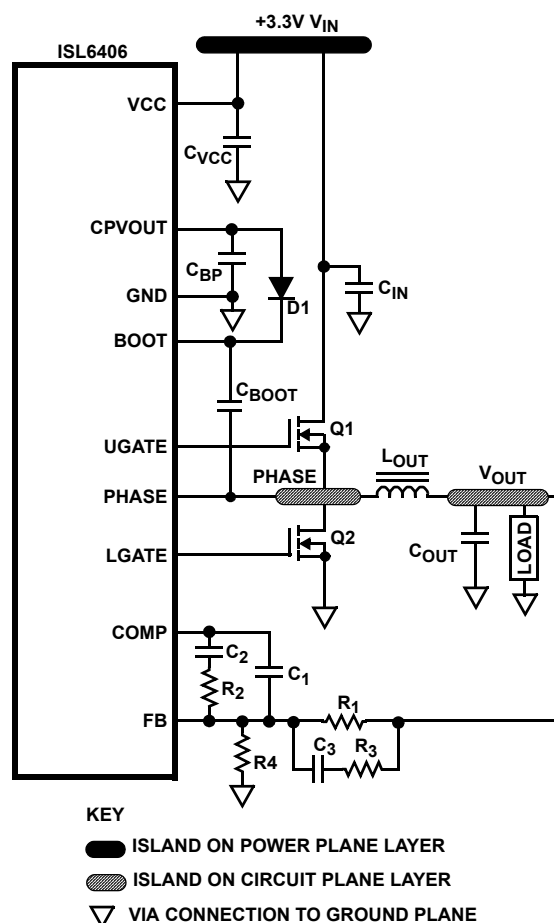 +3.3V VIN
ISL6406
VCC
CVCC
CPVOUT
CBP
GND
D1
CIN
BOOT
CBOOT
UGATE
Q1
PHASE
PHASE
LOUT
VOUT
LGATE
Q2
COUT
LOAD
COMP
C2
C1
R2
R1
FB
C3
R3
R4
KEY
ISLAND ON POWER PLANE LAYER
ISLAND ON CIRCUIT PLANE LAYER
VIA CONNECTION TO GROUND PLANE